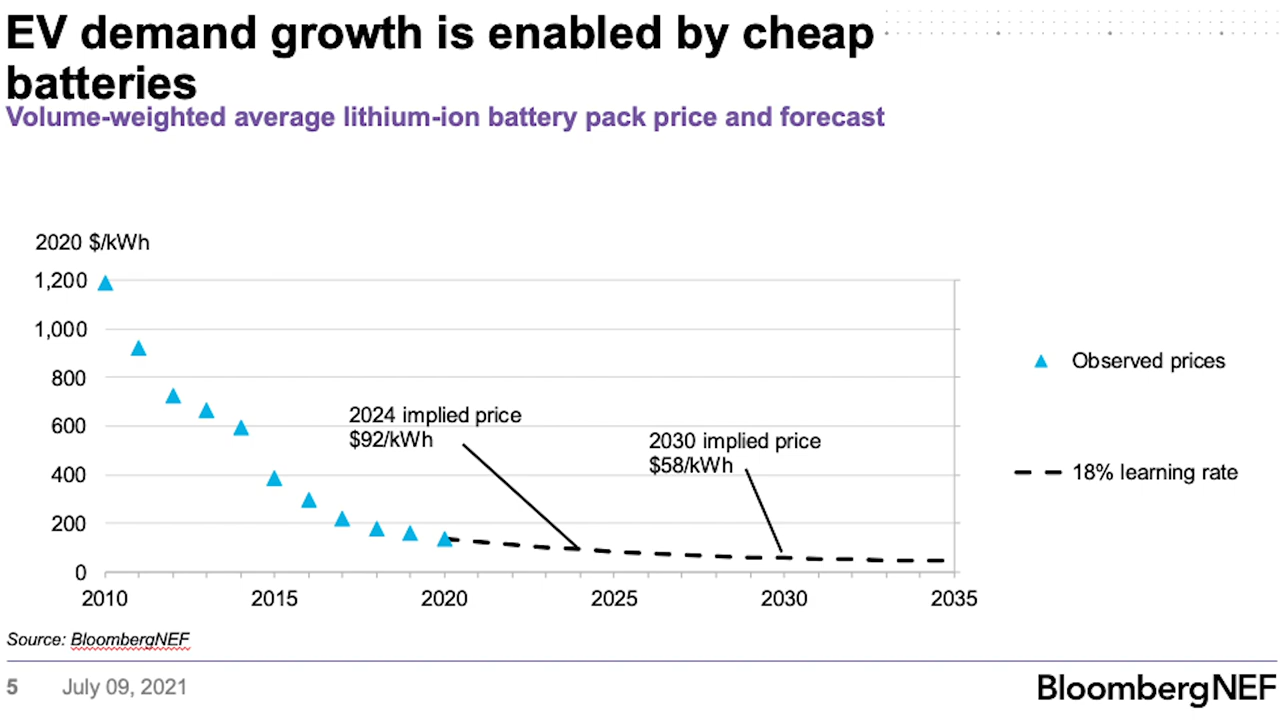 EV demand growth is enabled by cheap
batteries
Volume-weighted average lithium-ion battery pack price and forecast
2020 $/kWh
1,200
1,000
800
600
400
200
0
2024 implied price
$92/kWh
2030 implied price
$58/kWh
2010
2015
2020
2025
2030
2035
Observed prices
18% learning rate
Source: BloombergNEF
5
July 09, 2021
BloombergNEF